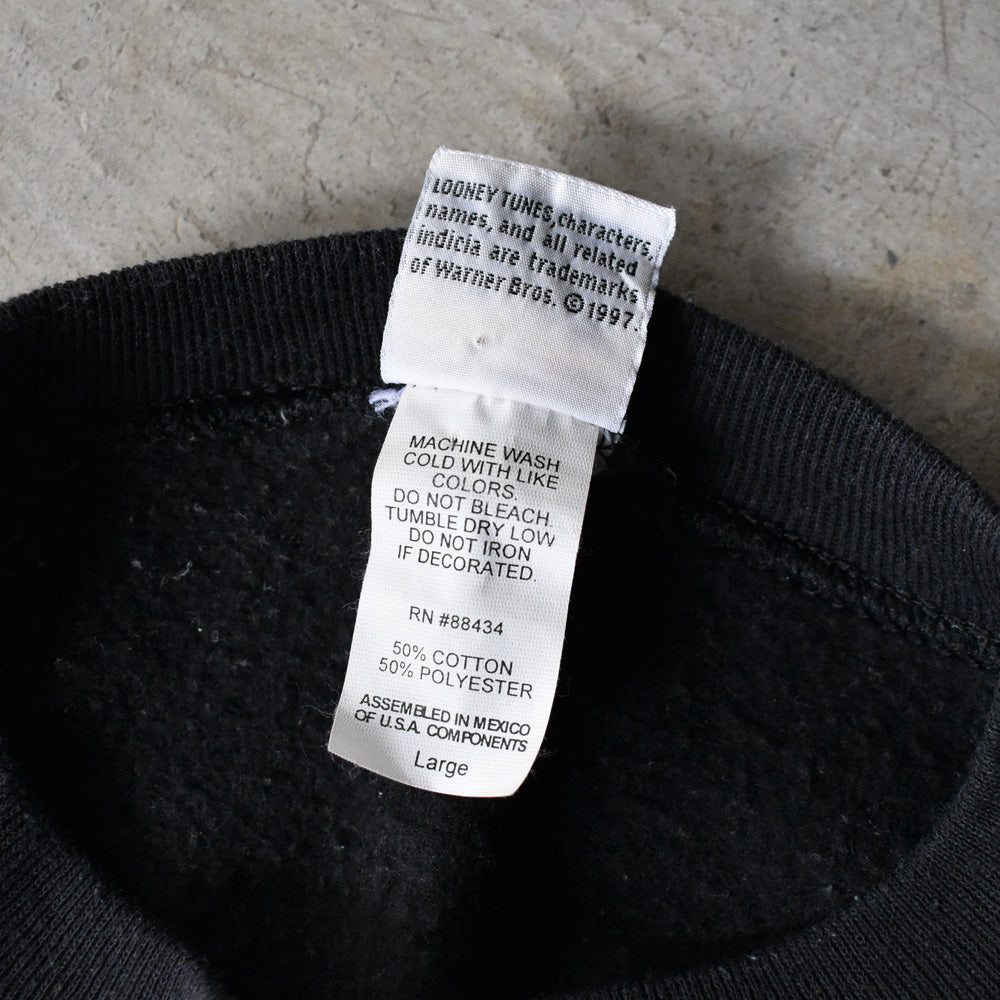 LOONEY TUNES, characters,
names, and all related
indicia are trademarks
of Warner Bros. ©1997.
MACHINE WASH
COLD WITH LIKE
COLORS.
DO NOT BLEACH.
TUMBLE DRY LOW
DO NOT IRON
IF DECORATED.
RN #88434
50% COTTON
50% POLYESTER
ASSEMBLED IN MEXICO
OF U.S.A. COMPONENTS
Large